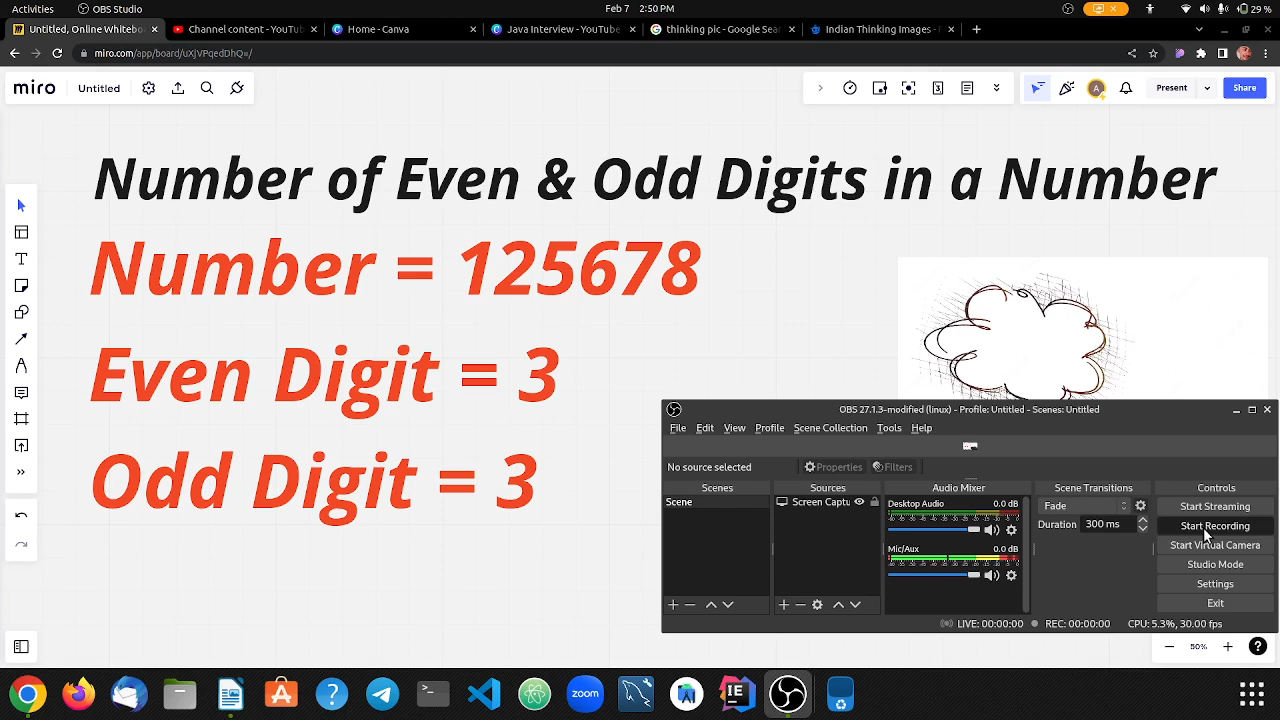 Activities
OBS Studio
Feb 7 2:50 PM
29 %
Untitled, Online Whitebo
Channel content - YouTu
Home - Canva
Java Interview - YouTube
thinking pic - Google Sea
Indian Thinking Images - F
miro.com/app/board/uXjVPqedDhQ=/
miro
Untitled
3
A
Present
Share
Number of Even & Odd Digits in a Number
Number = 125678
Even Digit = 3
Odd Digit = 3
OBS 27.1.3-modified (linux) - Profile: Untitled - Scenes: Untitled
File Edit View Profile Scene Collection Tools Help
No source selected
Properties
Filters
Scenes
Sources
Audio Mixer
Scene Transitions
Controls
Scene
Screen Captu
Desktop Audio 0.0 dB
Mic/Aux 0.0 dB
Fade
Duration 300 ms
Start Streaming
Start Recording
Start Virtual Camera
Studio Mode
Settings
Exit
LIVE: 00:00:00
REC: 00:00:00
CPU: 5.3%, 30.00 fps
50%
zoom
IE